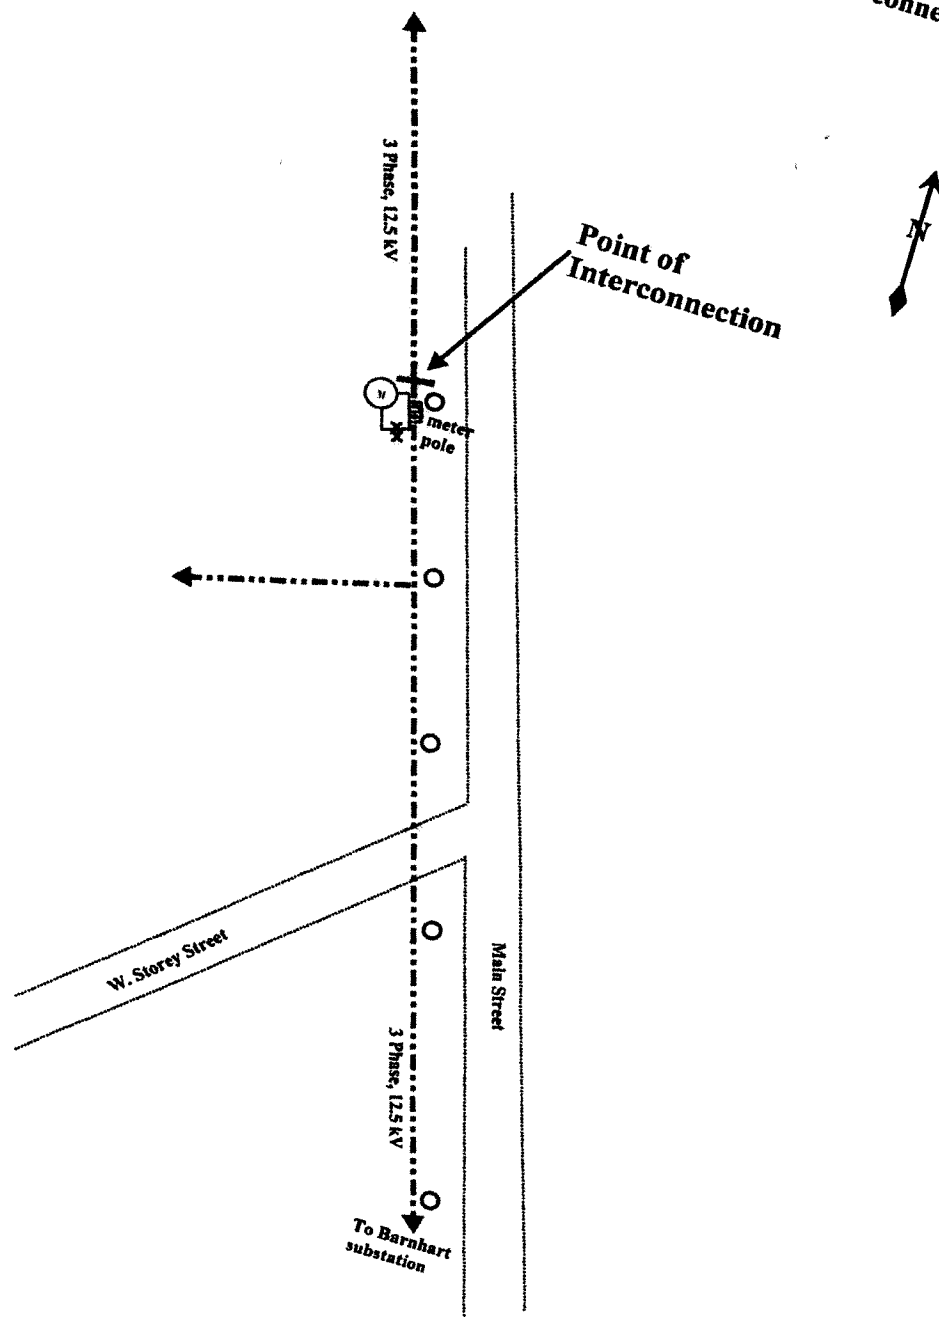 3 Phase, 12.5 kV
N
Point of
Interconnection
M
meter
pole
W. Storey Street
Main Street
3 Phase, 12.5 kV
To Barnhart
substation